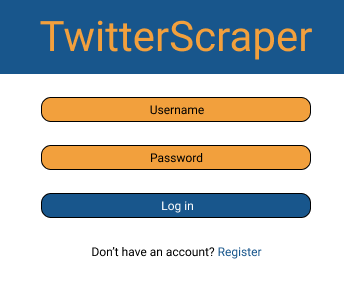 TwitterScraper
Username
Password
Log in
Don't have an account? Register